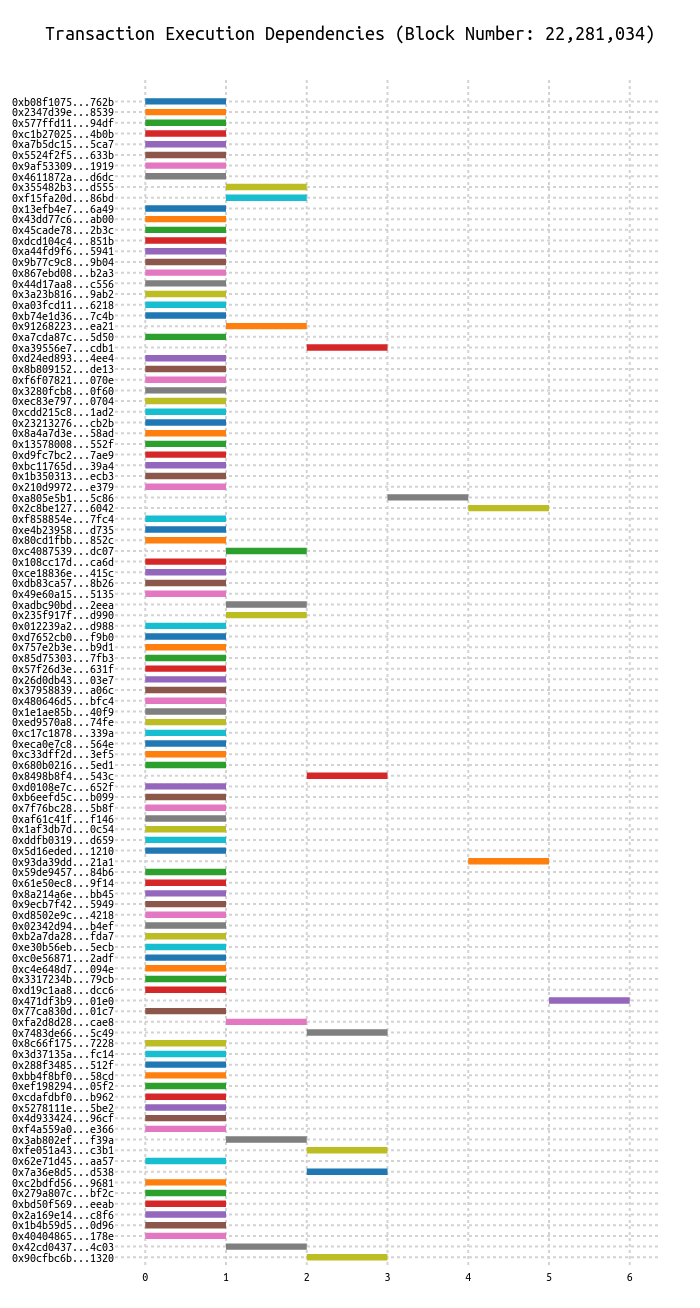 Transaction Execution Dependencies (Block Number: 22,281,034)
0xb08f1075...762b
0x2347d39e...8539
0x577ffd11...94df
0xc1b27025...4b0b
0xa7b5dc15...5ca7
0x5524f2f5...633b
0x9af53309...1919
0x4611872a...d6dc
0x355482b3...d555
0xf15fa20d...86bd
0x13efb4e7...6a49
0x43dd77c6...ab00
0x45cade78...2b3c
0xdcd104c4...851b
0xa44fd9f6...5941
0x9b77c9c8...9b04
0x867ebd08...b2a3
0x44d17aa8...c556
0x3a23b816...9ab2
0xa03fcd11...6218
0xb74e1d36...7c4b
0x91268223...ea21
0xa7cda87c...5d50
0xa39556e7...cdb1
0xd24ed893...4ee4
0x8b809152...de13
0xf6f07821...070e
0x3280fcb8...0f60
0xec83e797...0704
0xcdd215c8...1ad2
0x23213276...cb2b
0x8a4a7d3e...58ad
0x13578008...552f
0xd9fc7bc2...7ae9
0xbc11765d...39a4
0x1b350313...ecb3
0x210d9972...e379
0xa805e5b1...5c86
0x2c8be127...6042
0xf858854e...7fc4
0xe4b23958...d735
0x80cd1fbb...852c
0xc4087539...dc07
0x108cc17d...ca6d
0xce18836e...415c
0xdb83ca57...8b26
0x49e60a15...5135
0xadbc90bd...2eea
0x235f917f...d990
0x012239a2...d988
0xd7652cb0...f9b0
0x757e2b3e...b9d1
0x85d75303...7fb3
0x57f26d3e...631f
0x26d0db43...03e7
0x37958839...a06c
0x480646d5...bfc4
0x1e1ae85b...40f9
0xed9570a8...74fe
0xc17c1878...339a
0xeca0e7c8...564e
0xc33dff2d...3ef5
0x680b0216...5ed1
0x8498b8f4...543c
0xd0108e7c...652f
0xb6eefd5c...b099
0x7f76bc28...5b8f
0xaf61c41f...f146
0x1af3db7d...0c54
0xddfb0319...d659
0x5d16eded...1210
0x93da39dd...21a1
0x59de9457...84b6
0x61e50ec8...9f14
0x8a214a6e...bb45
0x9ecb7f42...5949
0xd8502e9c...4218
0x02342d94...b4ef
0xb2a7da28...fda7
0xe30b56eb...5ecb
0xc0e56871...2adf
0xc4e648d7...094e
0x3317234b...79cb
0xd19c1aa8...dcc6
0x471df3b9...01e0
0x77ca830d...01c7
0xfa2d8d28...cae8
0x7483de66...5c49
0x8c66f175...7228
0x3d37135a...fc14
0x288f3485...512f
0xbb4f8bf0...58cd
0xef198294...05f2
0xcdafdbf0...b962
0x5278111e...5be2
0x4d933424...96cf
0xf4a559a0...e366
0x3ab802ef...f39a
0xfe051a43...c3b1
0x62e71d45...aa57
0x7a36e8d5...d538
0xc2bdfd56...9681
0x279a807c...bf2c
0xbd50f569...eeab
0x2a169e14...c8f6
0x1b4b59d5...0d96
0x40404865...178e
0x42cd0437...4c03
0x90cfbc6b...1320
0 1 2 3 4 5 6